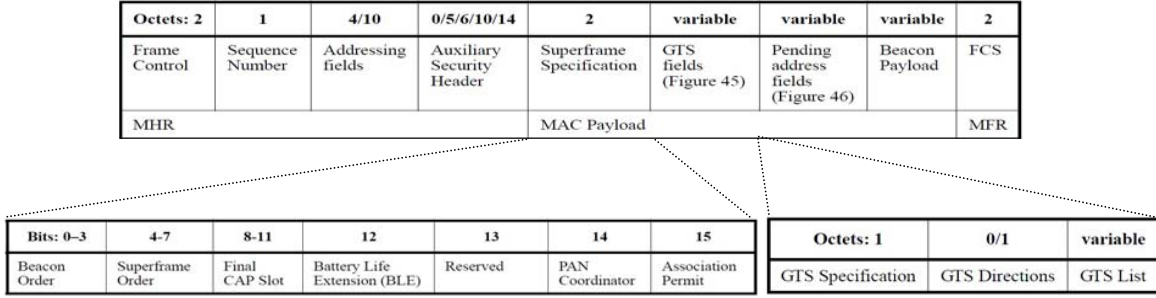 Octets: 2 1 4/10 0/5/6/10/14 2 variable variable variable 2
Frame Control Sequence Number Addressing fields Auxiliary Security Header Superframe Specification GTS fields (Figure 45) Pending address fields (Figure 46) Beacon Payload FCS
MHR MAC Payload MFR
Bits: 0–3 4-7 8-11 12 13 14 15
Beacon Order Superframe Order Final CAP Slot Battery Life Extension (BLE) Reserved PAN Coordinator Association Permit
Octets: 1 0/1 variable
GTS Specification GTS Directions GTS List